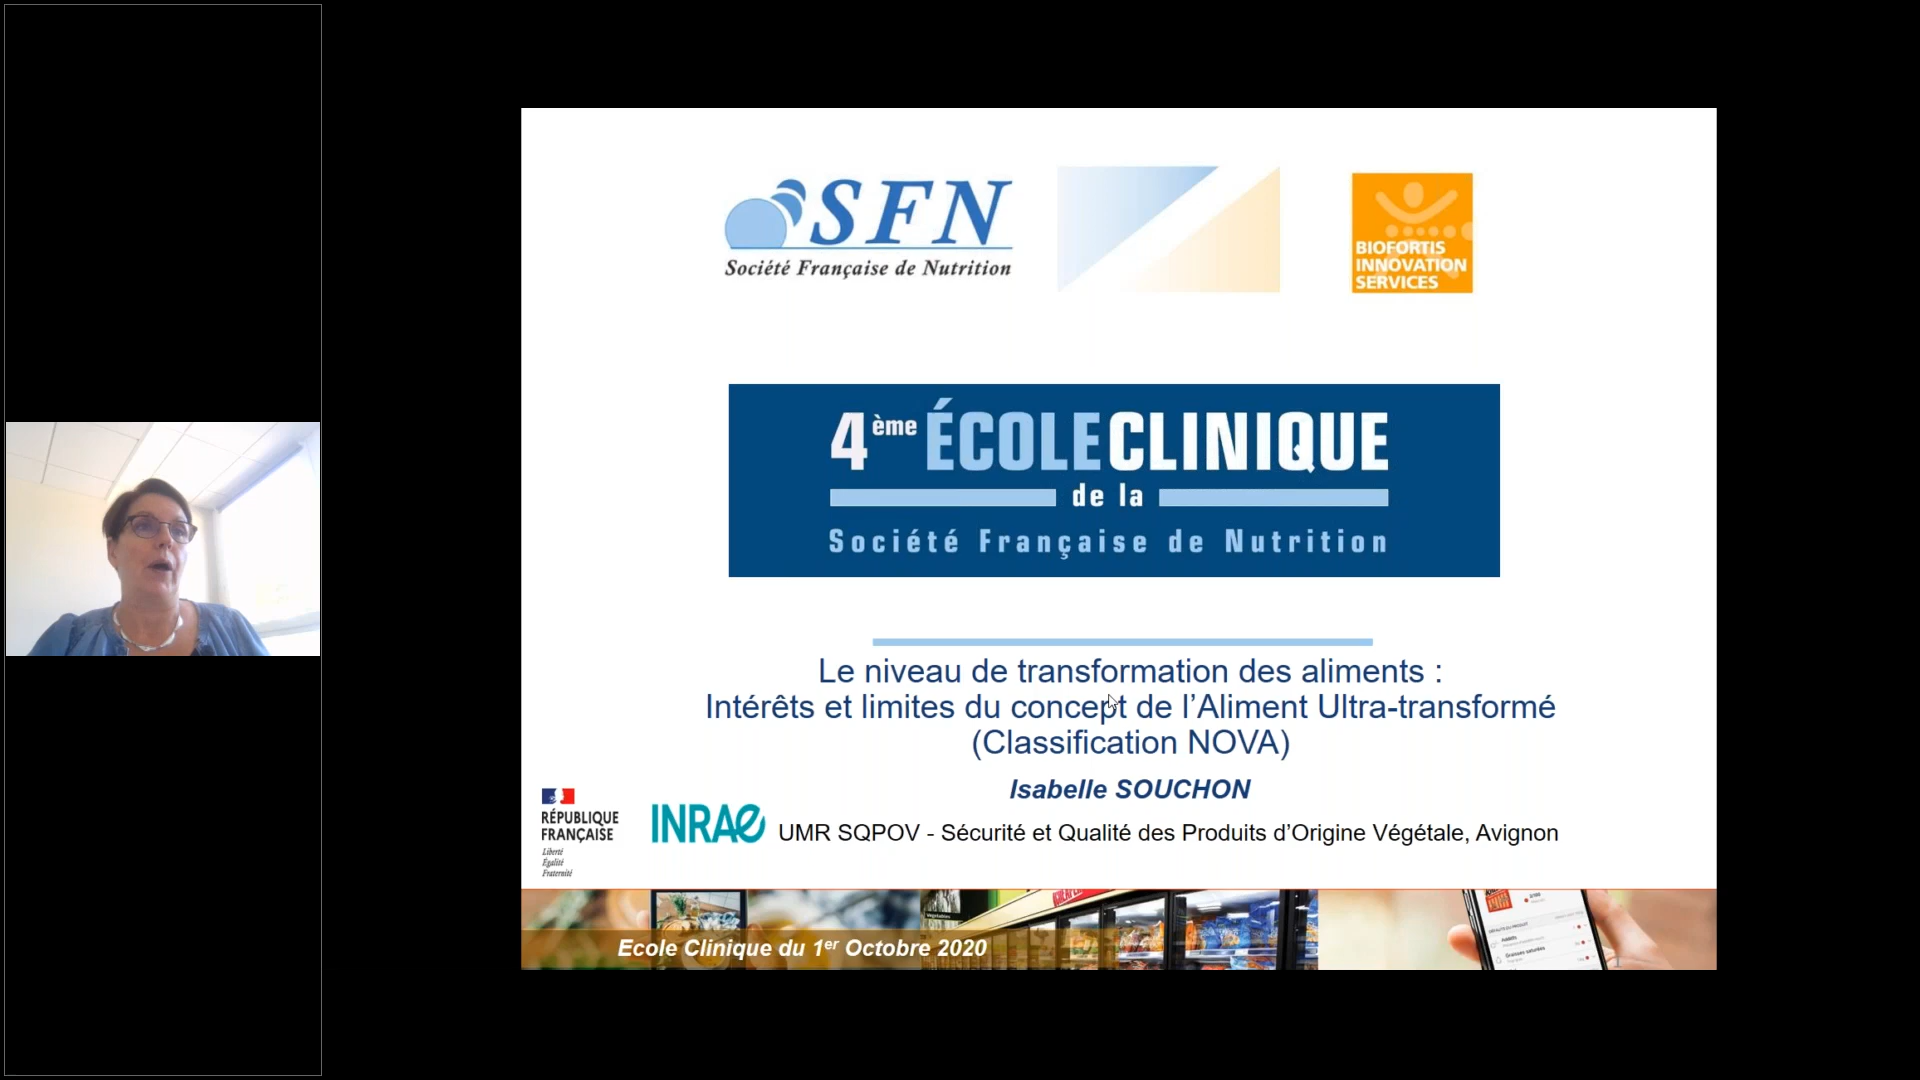 SFN
Société Française de Nutrition
BIOFORTIS
INNOVATION
SERVICES
4ème ÉCOLECLINIQUE
de la
Société Française de Nutrition
Le niveau de transformation des aliments :
Intérêts et limites du concept de l’Aliment Ultra-transformé
(Classification NOVA)
Isabelle SOUCHON
RÉPUBLIQUE
FRANÇAISE
Liberté
Égalité
Fraternité
INRAE
UMR SQPOV - Sécurité et Qualité des Produits d’Origine Végétale, Avignon
Ecole Clinique du 1er Octobre 2020